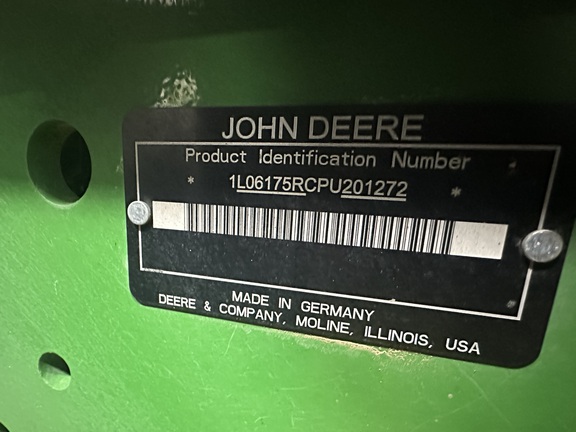 JOHN DEERE
Product Identification Number
* 1L06175RCPU201272 *
MADE IN GERMANY
DEERE & COMPANY, MOLINE, ILLINOIS, USA